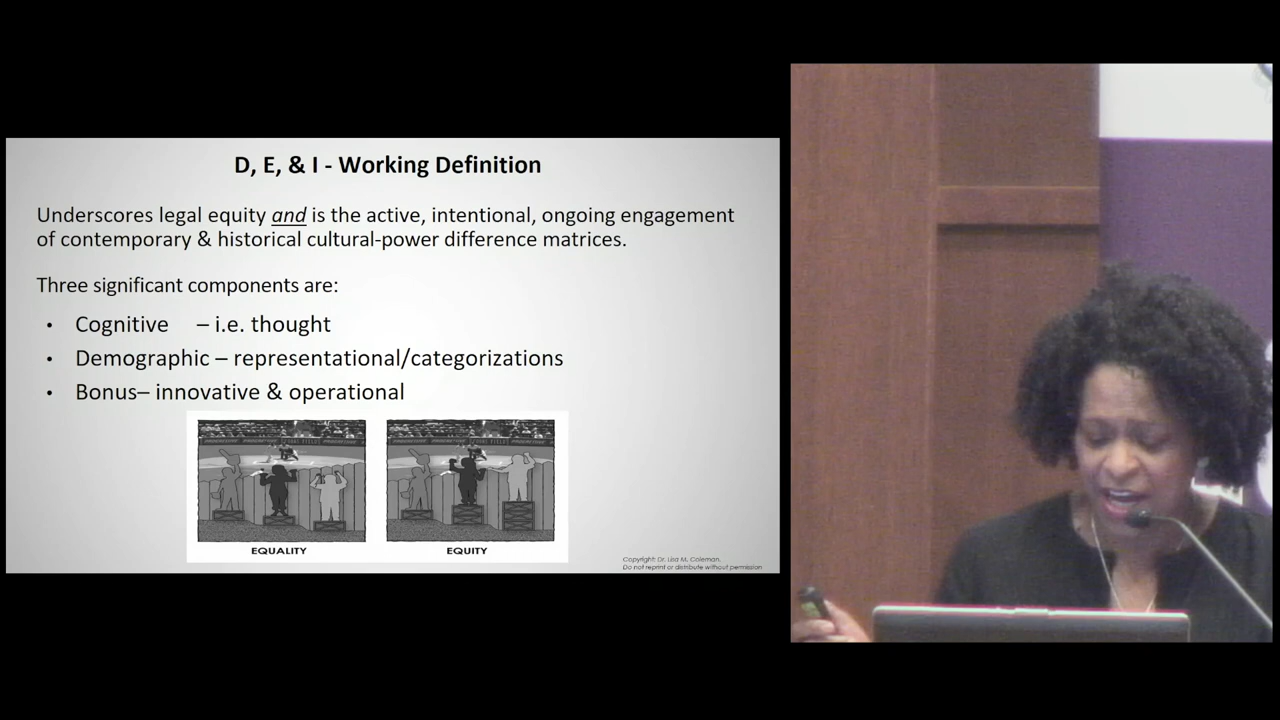 D, E, & I - Working Definition
Underscores legal equity and is the active, intentional, ongoing engagement
of contemporary & historical cultural-power difference matrices.
Three significant components are:
• Cognitive – i.e. thought
• Demographic – representational/categorizations
• Bonus– innovative & operational
EQUALITY
EQUITY
Copyright: Dr. Lisa M. Coleman.
Do not reprint or distribute without permission